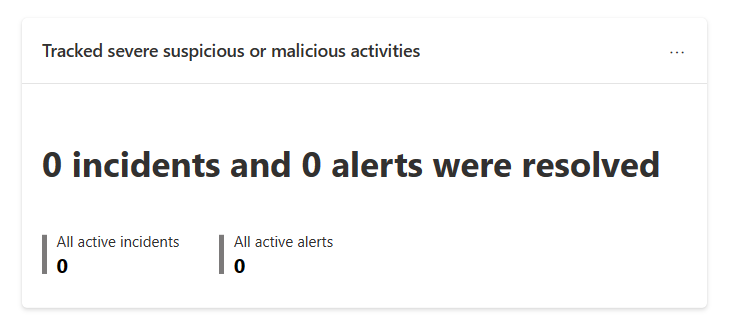 Tracked severe suspicious or malicious activities
...
0 incidents and 0 alerts were resolved
All active incidents
0
All active alerts
0